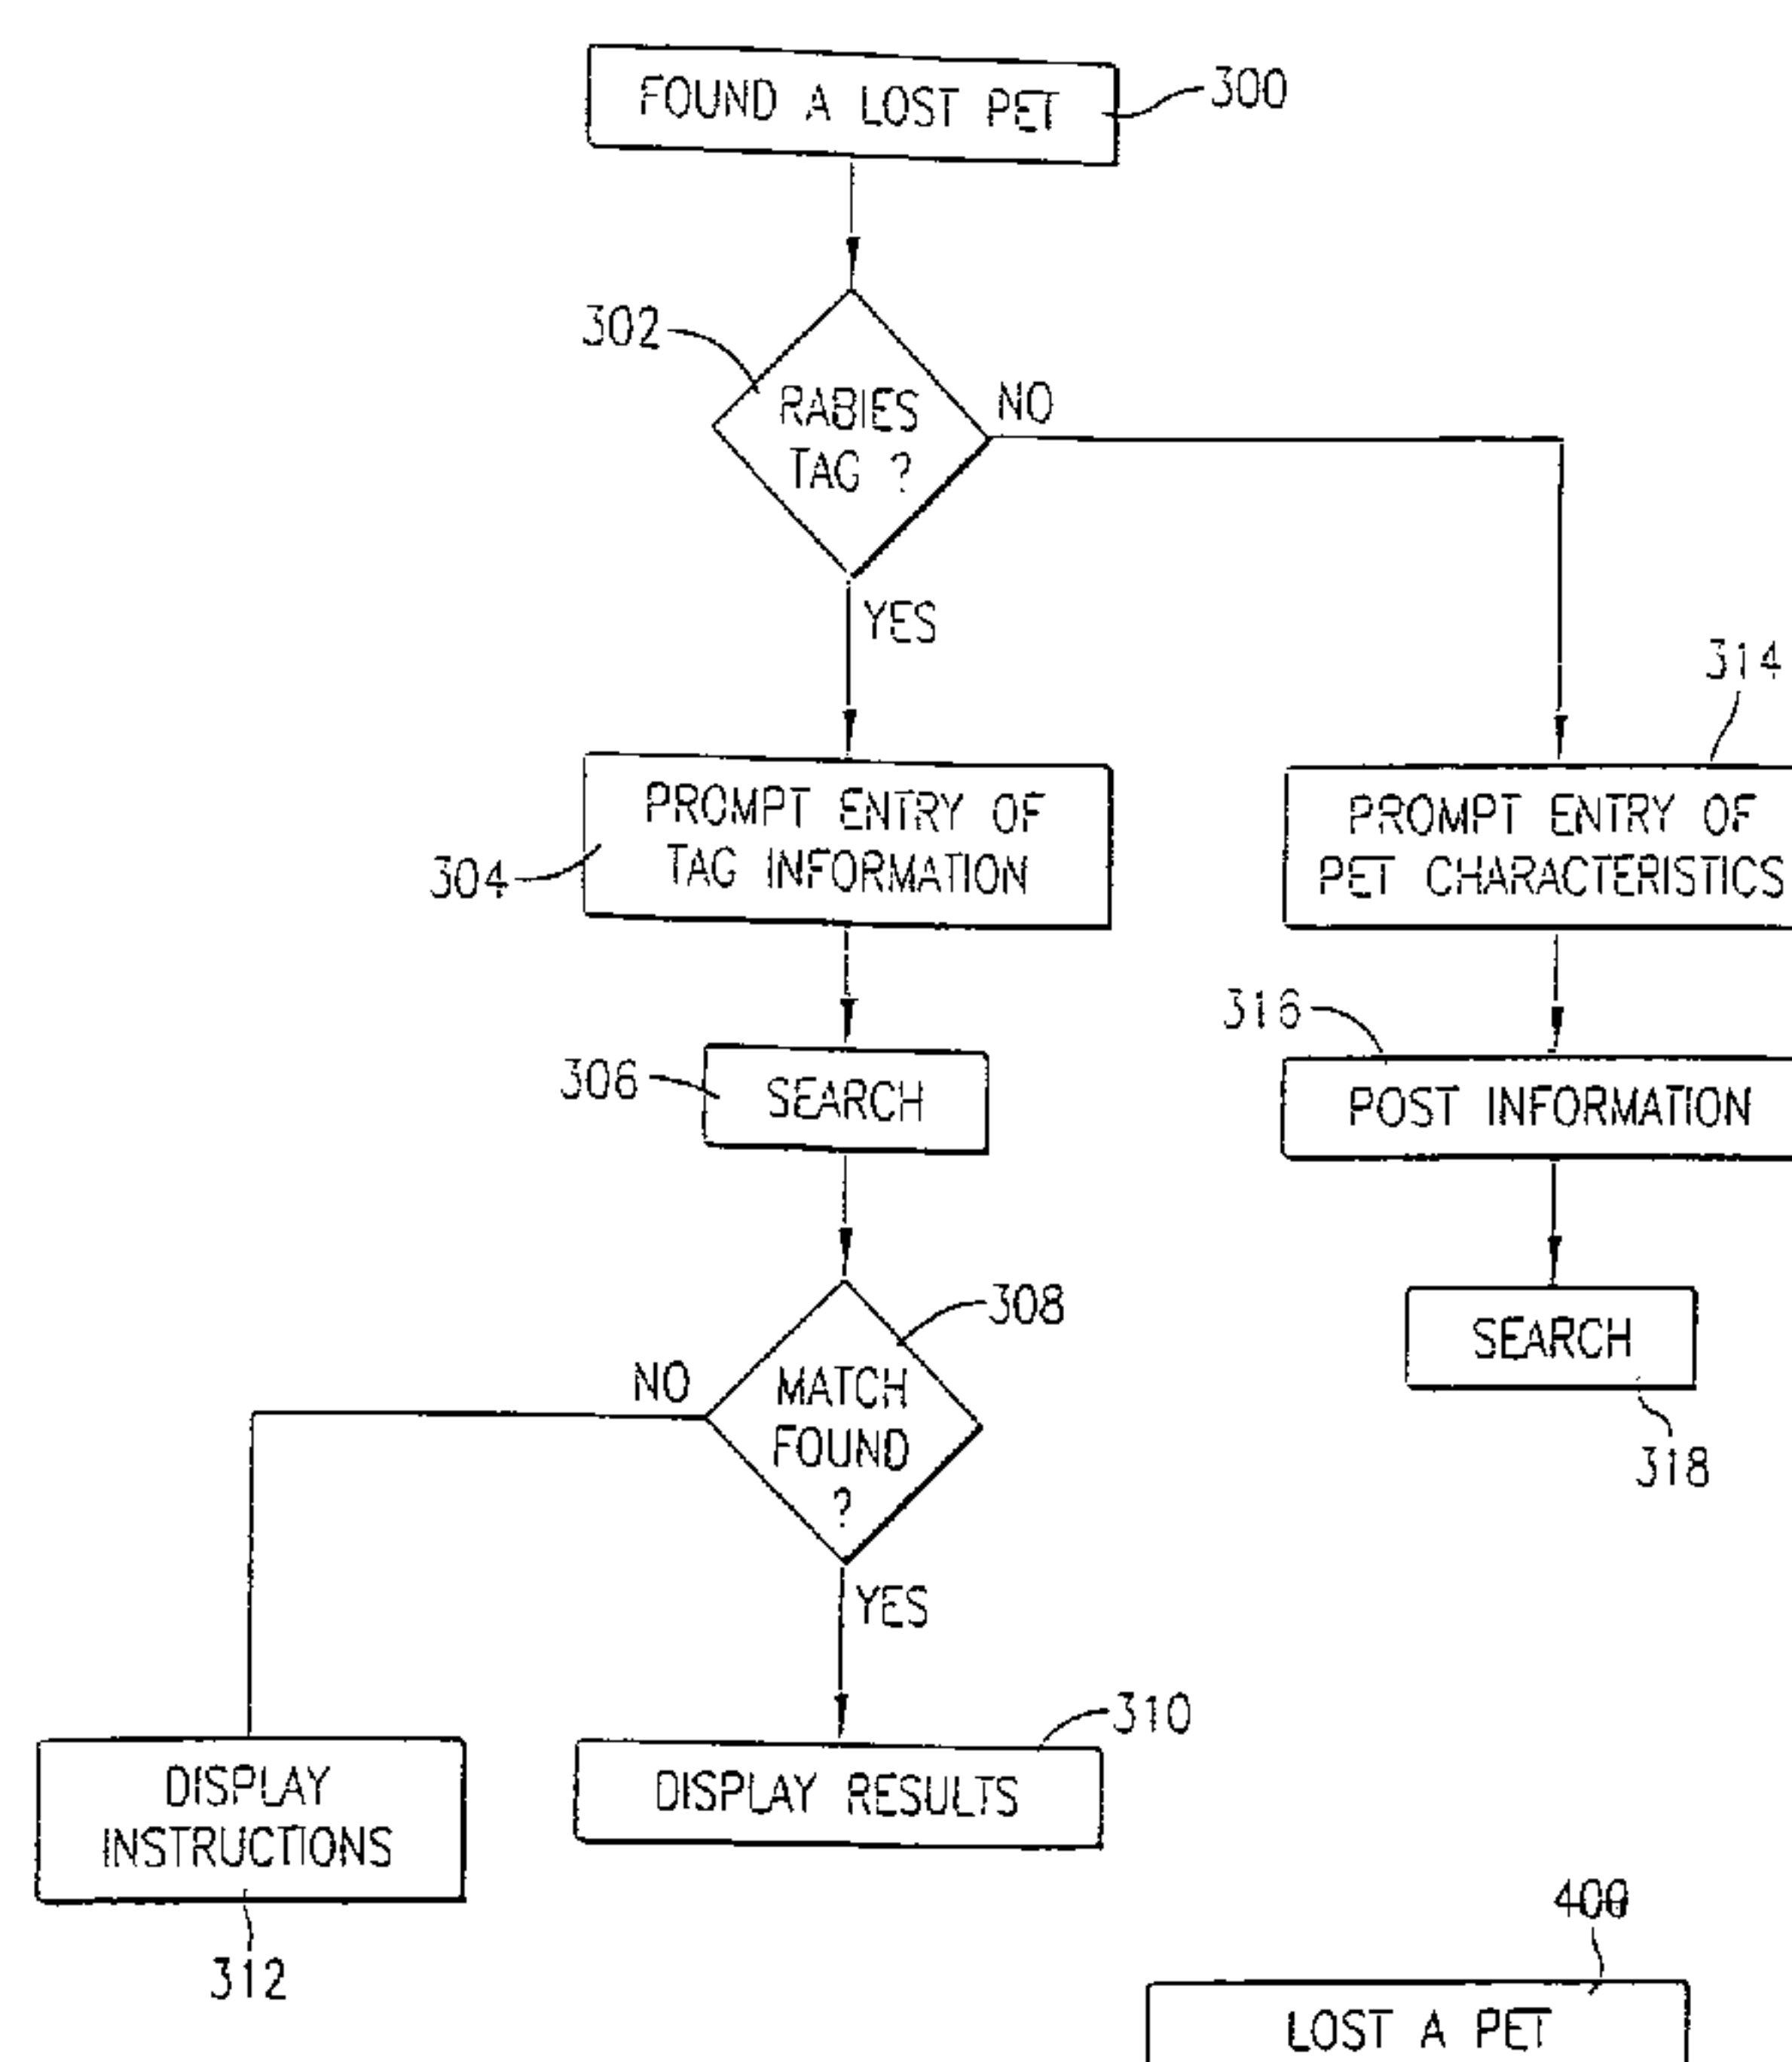 FOUND A LOST PET
300
302
RABIES
TAG ?
NO
YES
314
PROMPT ENTRY OF
TAG INFORMATION
304
PROMPT ENTRY OF
PET CHARACTERISTICS
316
306
SEARCH
POST INFORMATION
308
NO
MATCH
FOUND
?
SEARCH
318
YES
310
DISPLAY
INSTRUCTIONS
DISPLAY RESULTS
312
400
LOST A PET